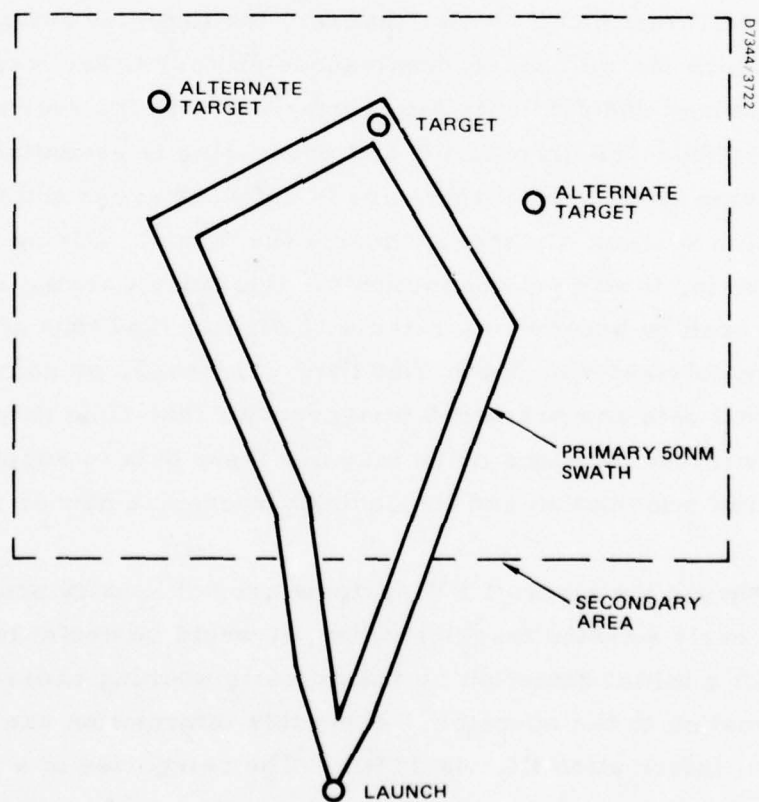 D7344/3722
ALTERNATE
TARGET
TARGET
ALTERNATE
TARGET
PRIMARY 50NM
SWATH
SECONDARY
AREA
LAUNCH